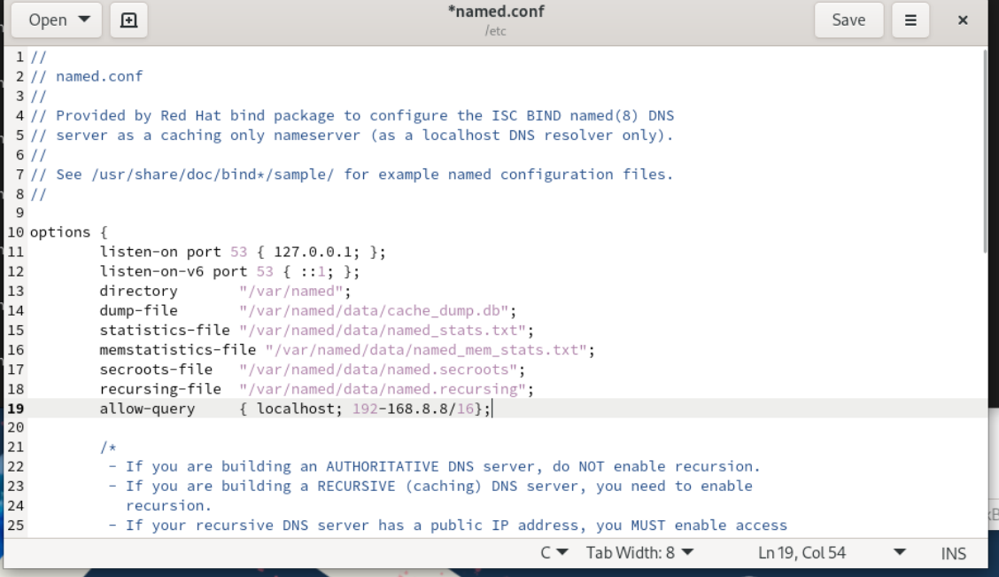 Open
*named.conf
/etc
Save
1 //
2 // named.conf
3 //
4 // Provided by Red Hat bind package to configure the ISC BIND named(8) DNS
5 // server as a caching only nameserver (as a localhost DNS resolver only).
6 //
7 // See /usr/share/doc/bind*/sample/ for example named configuration files.
8 //
9
10 options {
11 listen-on port 53 { 127.0.0.1; };
12 listen-on-v6 port 53 { ::1; };
13 directory "/var/named";
14 dump-file "/var/named/data/cache_dump.db";
15 statistics-file "/var/named/data/named_stats.txt";
16 memstatistics-file "/var/named/data/named_mem_stats.txt";
17 secroots-file "/var/named/data/named.secroots";
18 recursing-file "/var/named/data/named.recursing";
19 allow-query { localhost; 192-168.8.8/16};
20
21 /*
22 - If you are building an AUTHORITATIVE DNS server, do NOT enable recursion.
23 - If you are building a RECURSIVE (caching) DNS server, you need to enable
24 recursion.
25 - If your recursive DNS server has a public IP address, you MUST enable access
C Tab Width: 8 Ln 19, Col 54 INS